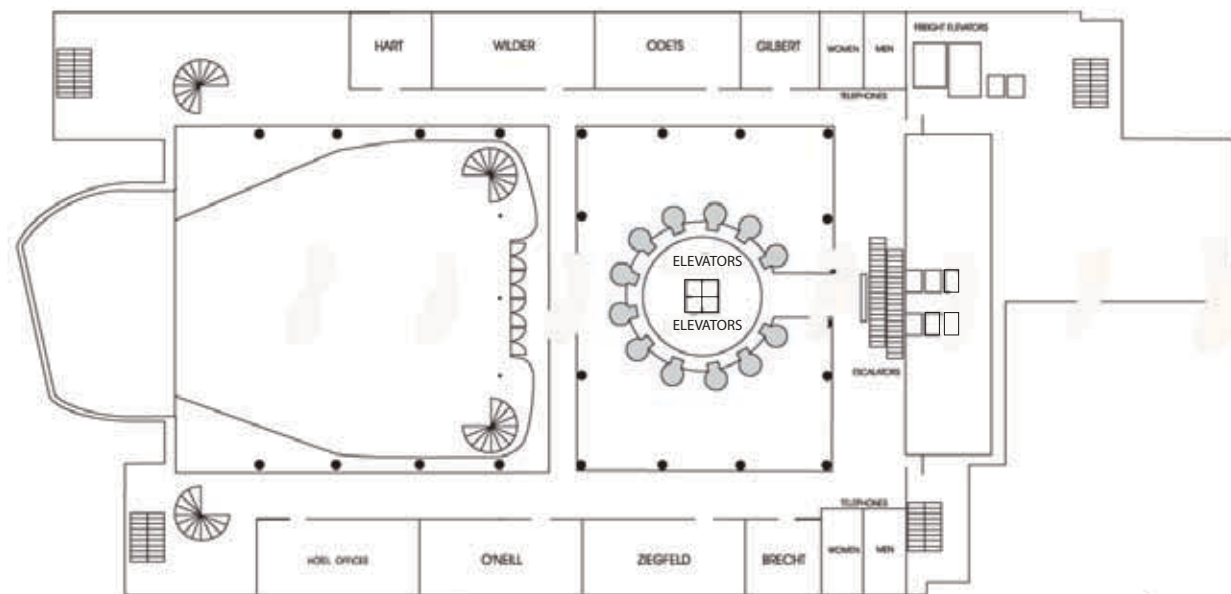 HART
WILDER
ODETS
GILBERT
WOMEN
MEN
FREIGHT ELEVATORS
TELEPHONES
ELEVATORS
ELEVATORS
ESCALATORS
TELEPHONES
HOTEL OFFICES
O'NEILL
ZIEGFELD
BRECHT
WOMEN
MEN